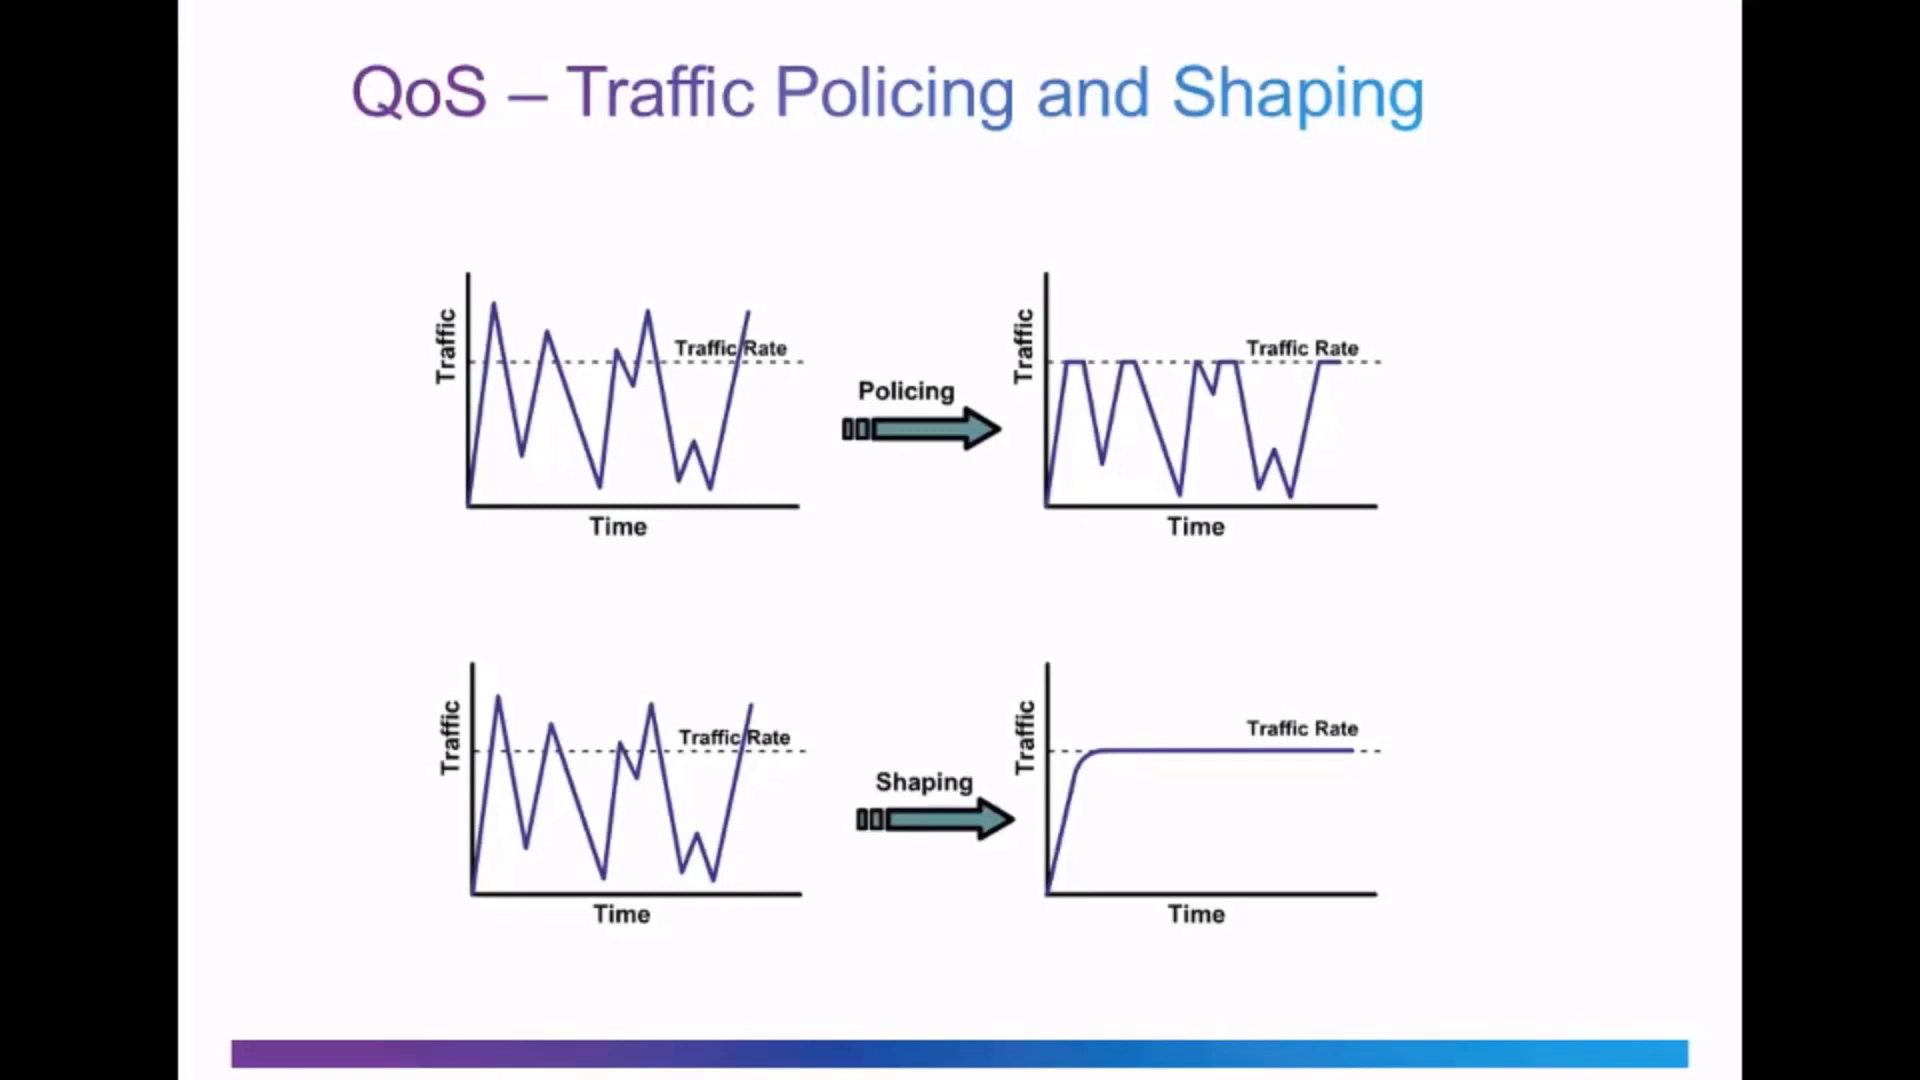 QoS – Traffic Policing and Shaping
Traffic
Traffic Rate
Time
Policing
Traffic
Traffic Rate
Time
Traffic
Traffic Rate
Time
Shaping
Traffic
Traffic Rate
Time